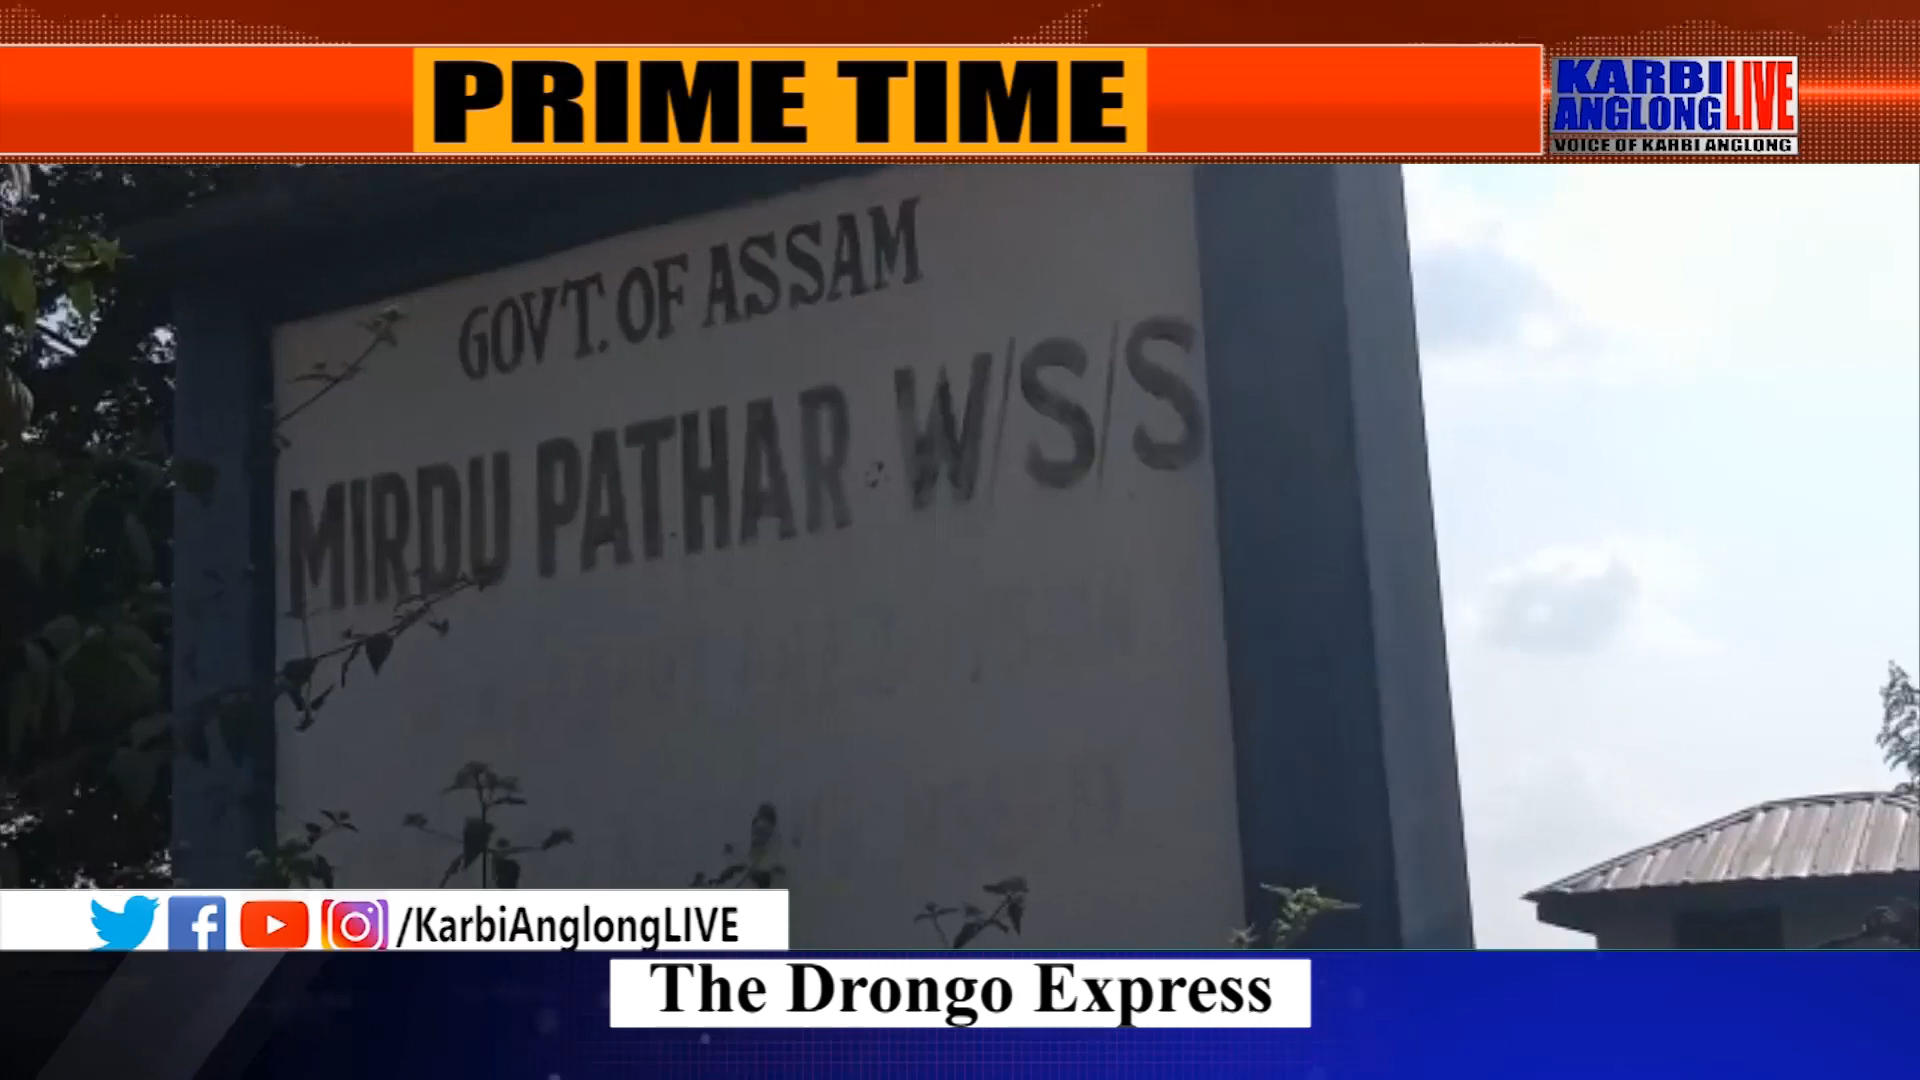 PRIME TIME
KARBI
ANGLONG LIVE
VOICE OF KARBI ANGLONG
GOVT. OF ASSAM
MIRDU PATHAR W/S/S
/KarbiAnglongLIVE
The Drongo Express